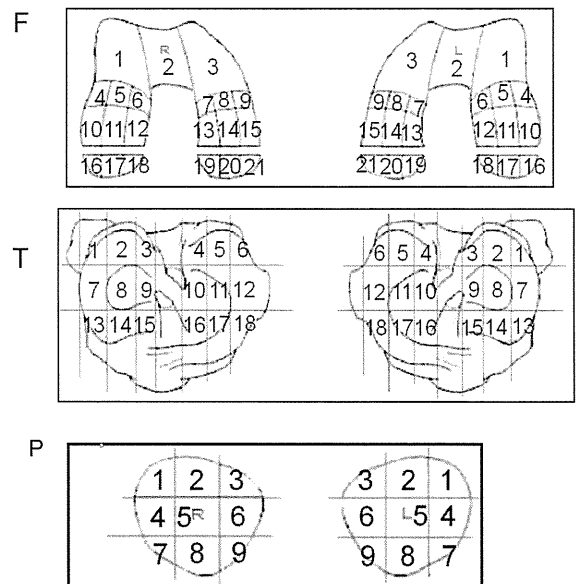 F
R L
1 2 3 3 2 1
4 5 6 7 8 9 9 8 7 6 5 4
10 11 12 13 14 15 15 14 13 12 11 10
16 17 18 19 20 21 21 20 19 18 17 16
T
1 2 3 4 5 6 6 5 4 3 2 1
7 8 9 10 11 12 12 11 10 9 8 7
13 14 15 16 17 18 18 17 16 15 14 13
P
1 2 3 3 2 1
4 5 R 6 6 L 5 4
7 8 9 9 8 7